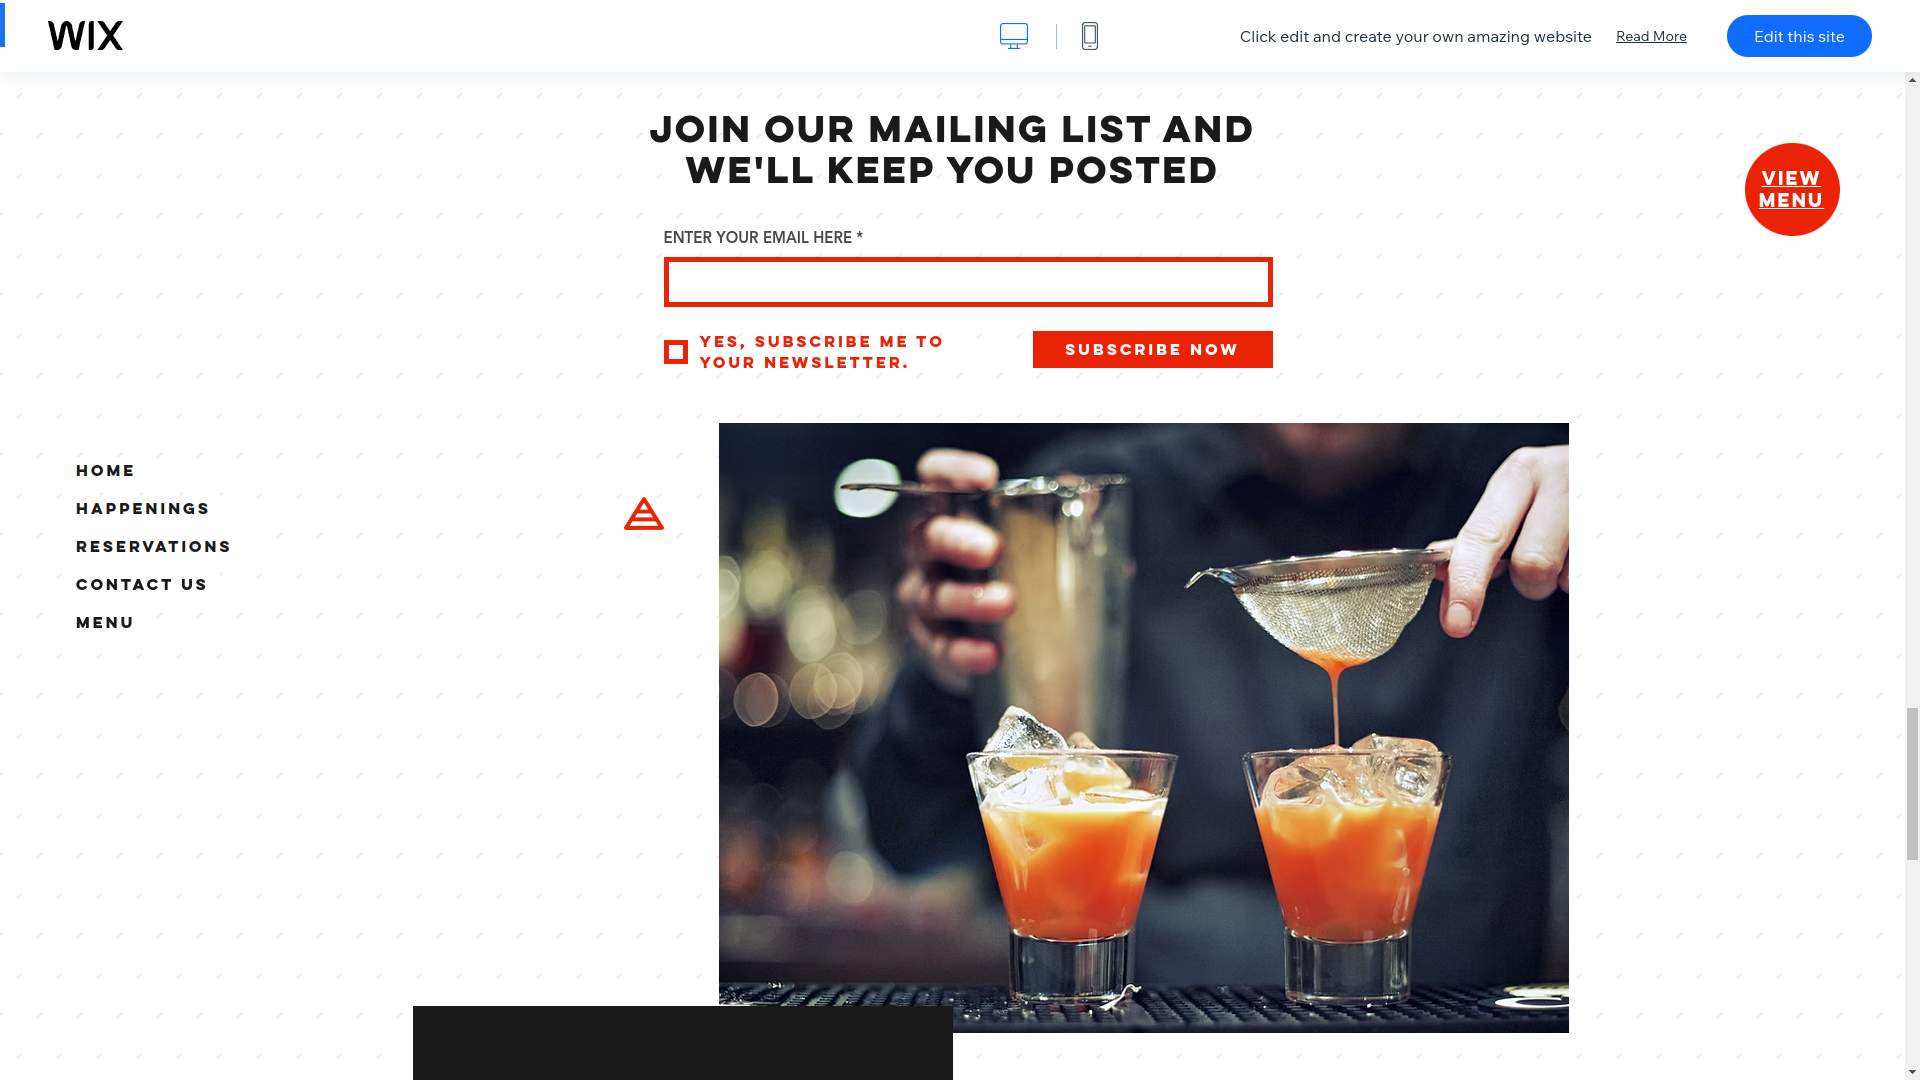 WIX
Click edit and create your own amazing website
Read More
Edit this site
JOIN OUR MAILING LIST AND
WE'LL KEEP YOU POSTED
VIEW
MENU
ENTER YOUR EMAIL HERE *
YES, SUBSCRIBE ME TO
YOUR NEWSLETTER.
SUBSCRIBE NOW
HOME
HAPPENINGS
RESERVATIONS
CONTACT US
MENU